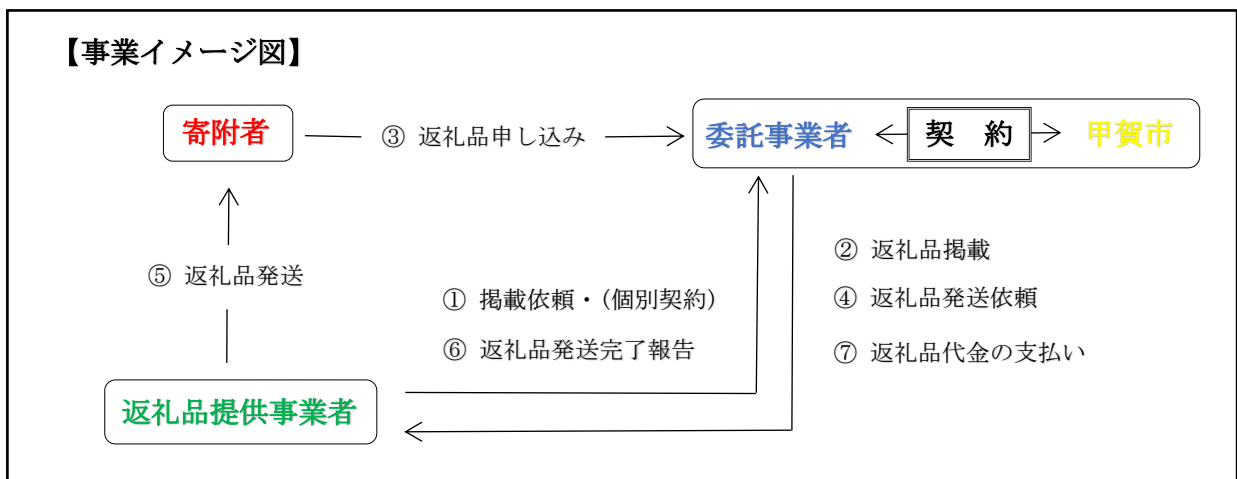 【事業イメージ図】
寄附者
③ 返礼品申し込み
委託事業者
契 約
甲賀市
② 返礼品掲載
⑤ 返礼品発送
① 掲載依頼・(個別契約)
④ 返礼品発送依頼
⑥ 返礼品発送完了報告
⑦ 返礼品代金の支払い
返礼品提供事業者